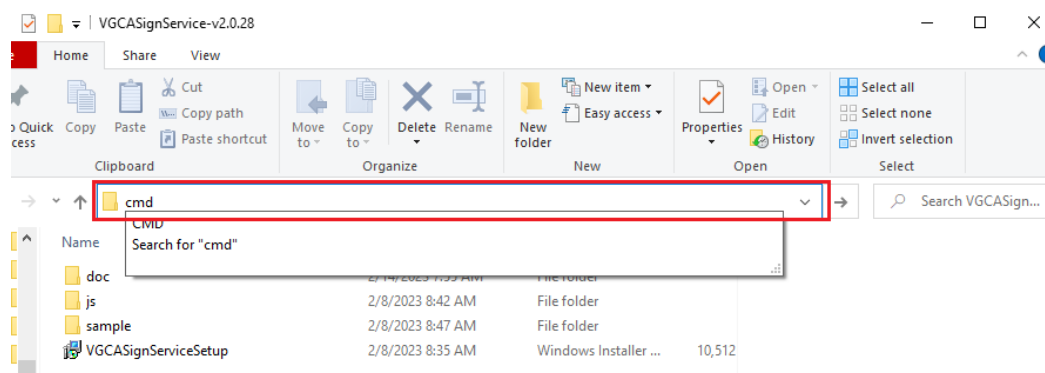 VGCASignService-v2.0.28
Home Share View
Cut
Copy path
Paste shortcut
Copy Paste
Clipboard
Move to Copy to Delete Rename
Organize
New folder
New item
Easy access
New
Properties
Open
Edit
History
Open
Select all
Select none
Invert selection
Select
cmd
Search VGCASign...
CMD
Search for "cmd"
Name
doc
js 2/8/2023 8:42 AM File folder
sample 2/8/2023 8:47 AM File folder
VGCASignServiceSetup 2/8/2023 8:35 AM Windows Installer ... 10,512